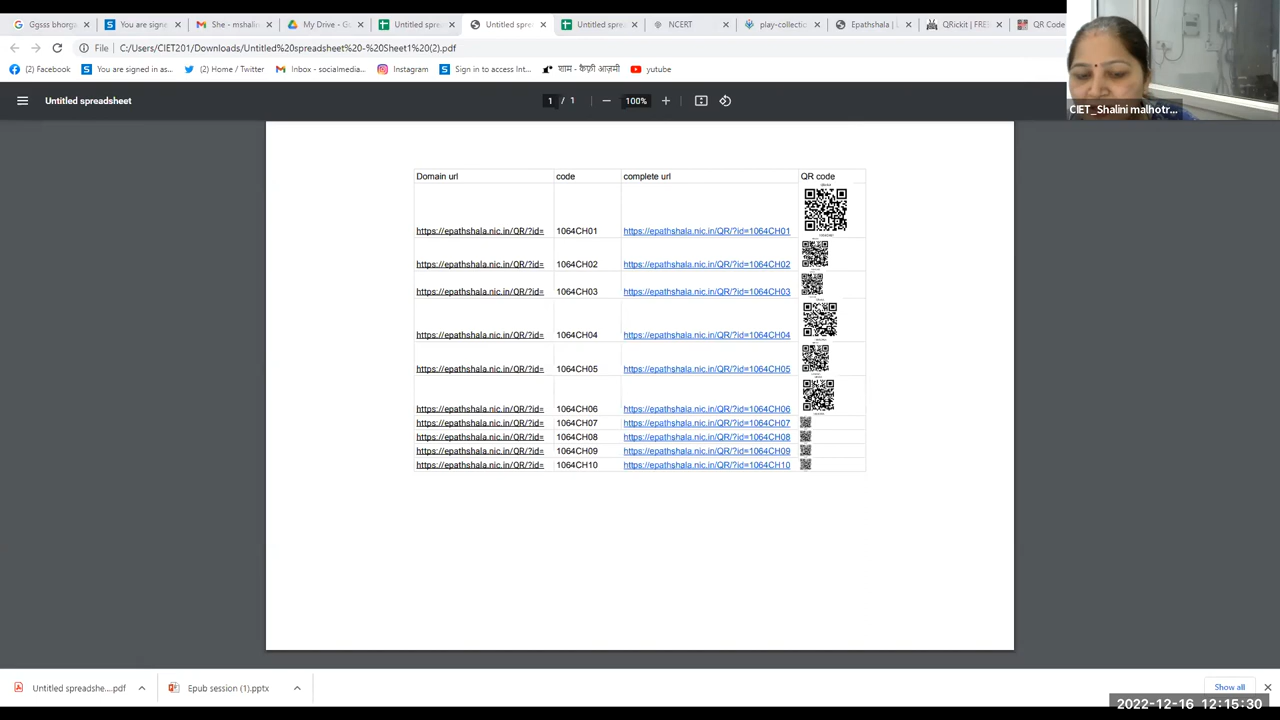 Ggsss bhorga
You are signe
She - mshalin
My Drive - Go
Untitled spre
Untitled spre
Untitled spre
NCERT
play-collectio
Epathshala | L
QRickit | FREE
QR Code
File
C:/Users/CIET201/Downloads/Untitled%20spreadsheet%20-%20Sheet1%20(2).pdf
(2) Facebook
You are signed in as...
(2) Home / Twitter
Inbox - socialmedia...
Instagram
Sign in to access Int...
शाम - कैफ़ी आज़मी
yutube
Untitled spreadsheet
1 / 1
100%
CIET_Shalini malhotr...
Domain url code complete url QR code
https://epathshala.nic.in/QR/?id= 1064CH01 https://epathshala.nic.in/QR/?id=1064CH01
https://epathshala.nic.in/QR/?id= 1064CH02 https://epathshala.nic.in/QR/?id=1064CH02
https://epathshala.nic.in/QR/?id= 1064CH03 https://epathshala.nic.in/QR/?id=1064CH03
https://epathshala.nic.in/QR/?id= 1064CH04 https://epathshala.nic.in/QR/?id=1064CH04
https://epathshala.nic.in/QR/?id= 1064CH05 https://epathshala.nic.in/QR/?id=1064CH05
https://epathshala.nic.in/QR/?id= 1064CH06 https://epathshala.nic.in/QR/?id=1064CH06
https://epathshala.nic.in/QR/?id= 1064CH07 https://epathshala.nic.in/QR/?id=1064CH07
https://epathshala.nic.in/QR/?id= 1064CH08 https://epathshala.nic.in/QR/?id=1064CH08
https://epathshala.nic.in/QR/?id= 1064CH09 https://epathshala.nic.in/QR/?id=1064CH09
https://epathshala.nic.in/QR/?id= 1064CH10 https://epathshala.nic.in/QR/?id=1064CH10
Untitled spreadshe....pdf
Epub session (1).pptx
Show all
2022-12-16 12:15:30